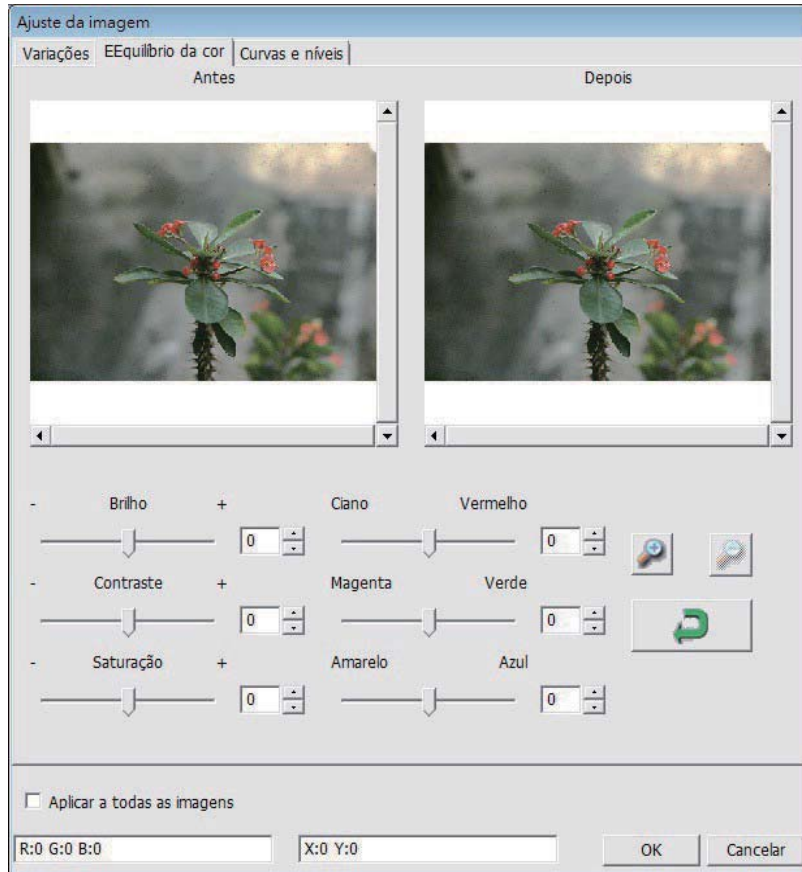 Ajuste da imagem
Variações EEquilíbrio da cor Curvas e níveis
Antes Depois
- Brilho + Ciano Vermelho
0 0
- Contraste + Magenta Verde
0 0
- Saturação + Amarelo Azul
0 0
Aplicar a todas as imagens
R:0 G:0 B:0 X:0 Y:0 OK Cancelar